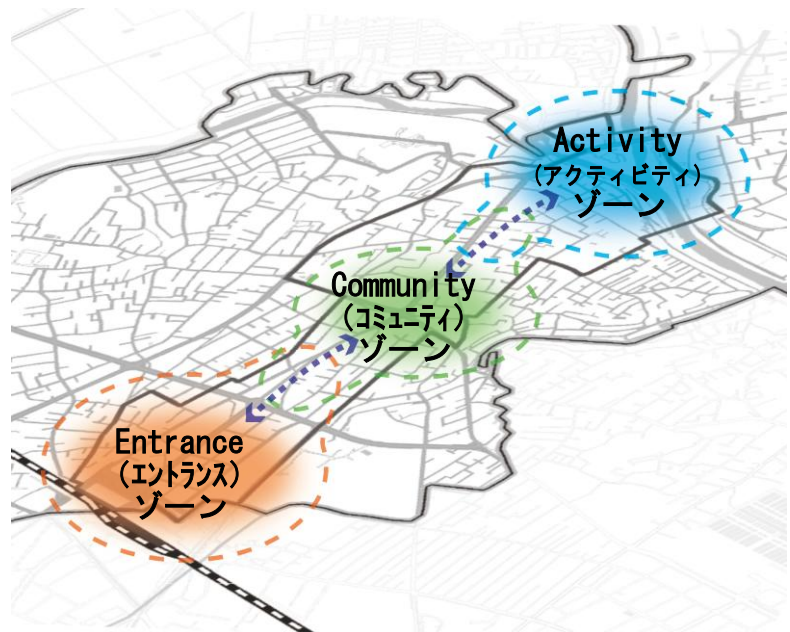 Activity
(アクティビティ)
ゾーン
Community
(コミュニティ)
ゾーン
Entrance
(エントランス)
ゾーン